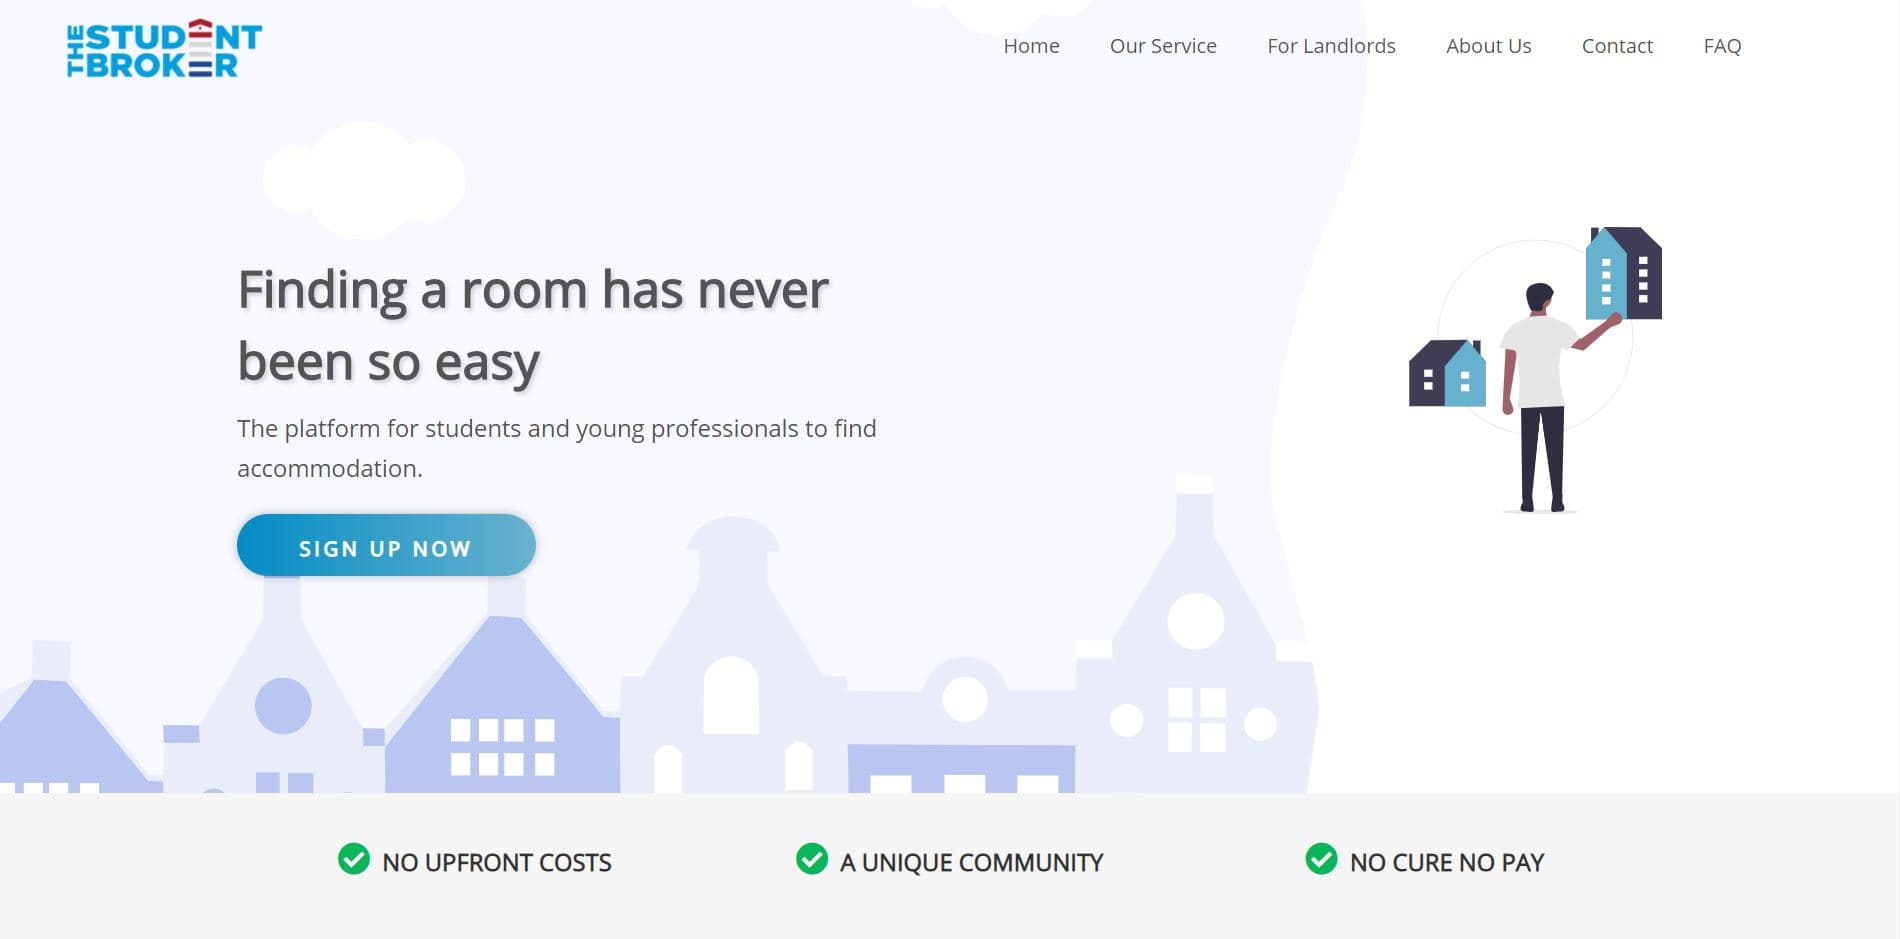 THE STUDENT
BROKER
Home Our Service For Landlords About Us Contact FAQ
Finding a room has never
been so easy
The platform for students and young professionals to find
accommodation.
SIGN UP NOW
NO UPFRONT COSTS A UNIQUE COMMUNITY NO CURE NO PAY